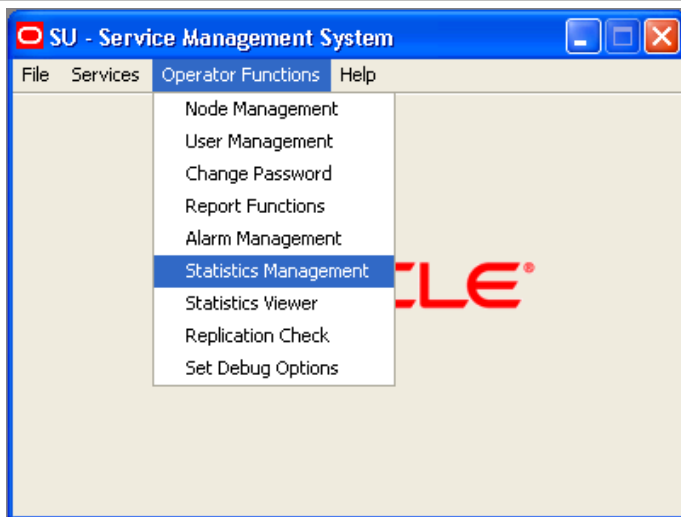 SU - Service Management System
File Services Operator Functions Help
Node Management
User Management
Change Password
Report Functions
Alarm Management
Statistics Management
Statistics Viewer
Replication Check
Set Debug Options